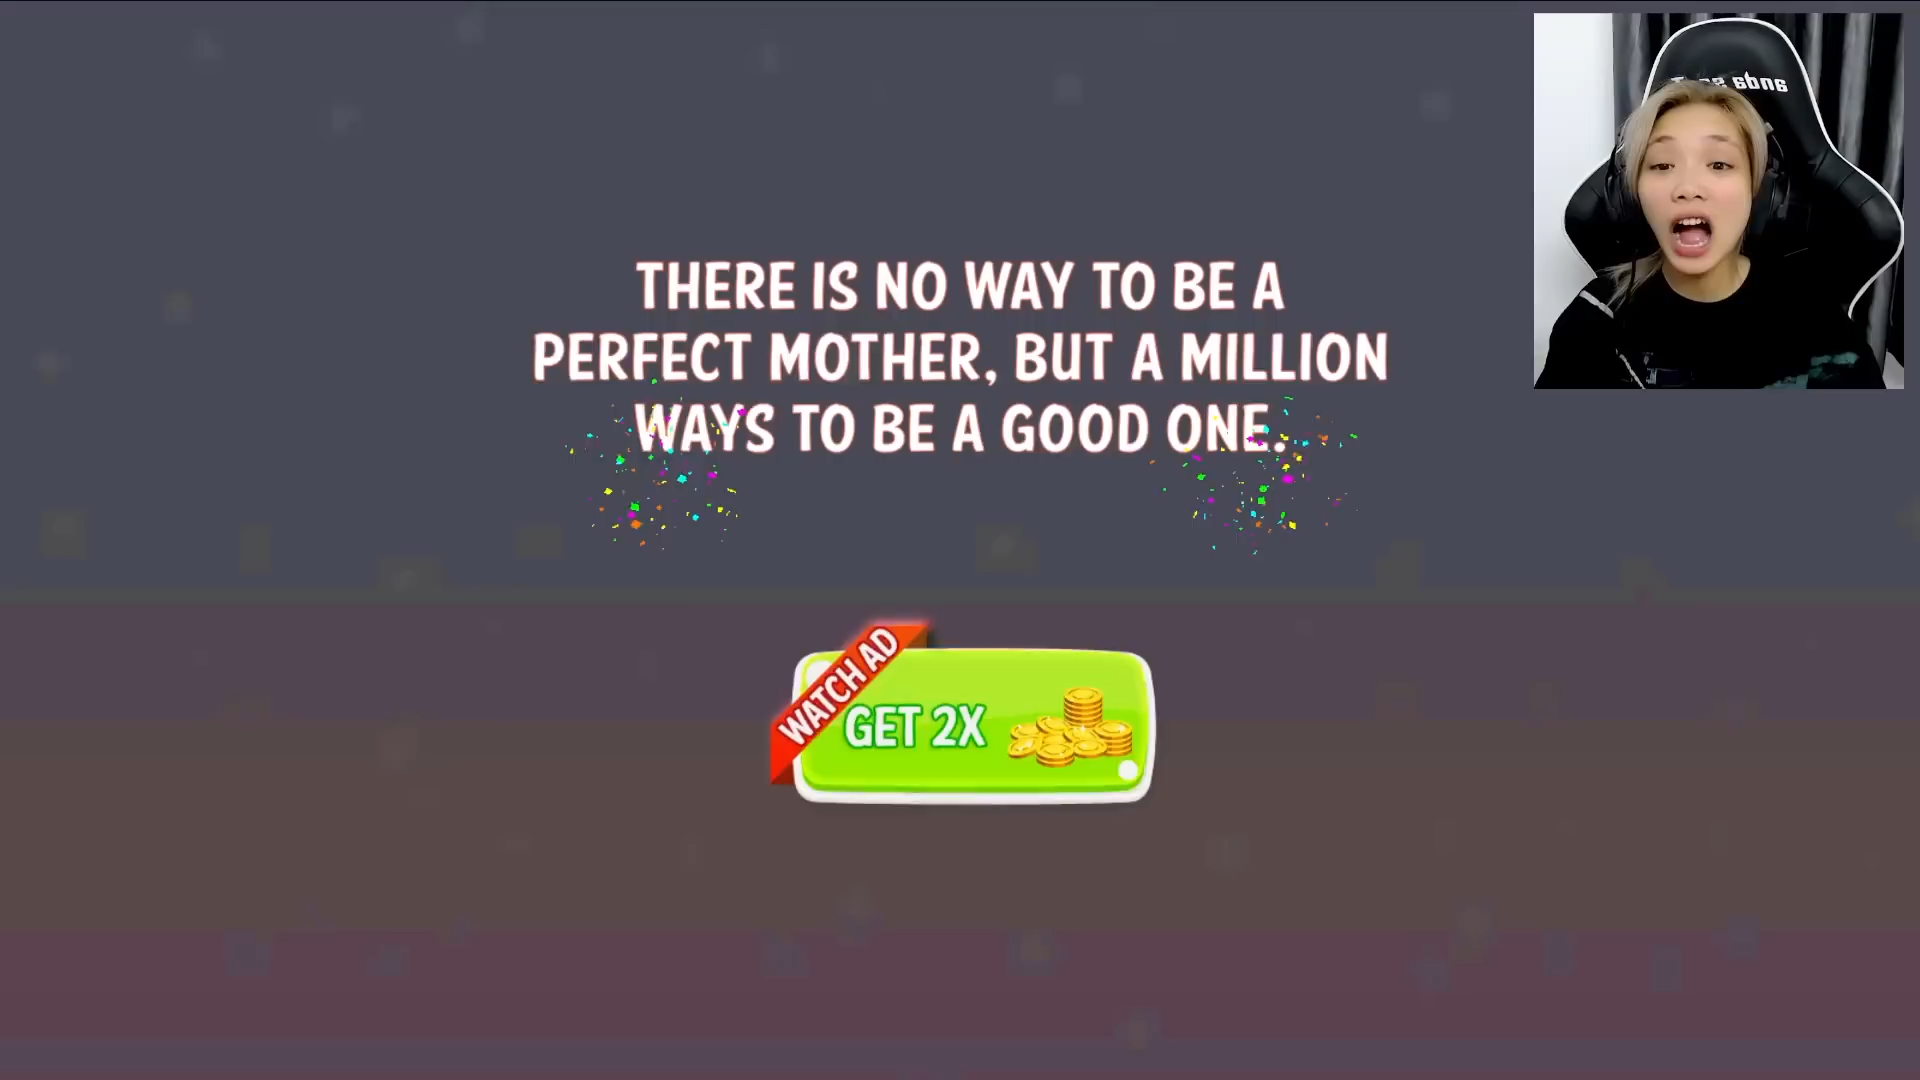 THERE IS NO WAY TO BE A
PERFECT MOTHER, BUT A MILLION
WAYS TO BE A GOOD ONE.
WATCH AD
GET 2X